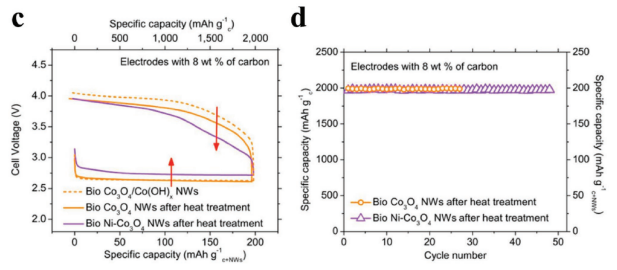 c
Specific capacity (mAh g⁻¹c)
0 500 1,000 1,500 2,000
Electrodes with 8 wt % of carbon
Cell Voltage (V)
4.5
4.0
3.5
3.0
2.5
2.0
Bio Co₃O₄/Co(OH)ₓ NWs
Bio Co₃O₄ NWs after heat treatment
Bio Ni-Co₃O₄ NWs after heat treatment
0 50 100 150 200
Specific capacity (mAh g⁻¹c+NWs)
d
Electrodes with 8 wt % of carbon
Specific capacity (mAh g⁻¹c)
2500
2000
1500
1000
500
0
250
200
150
100
50
0
Specific capacity (mAh g⁻¹c+NWs)
Bio Co₃O₄ NWs after heat treatment
Bio Ni-Co₃O₄ NWs after heat treatment
0 10 20 30 40 50
Cycle number